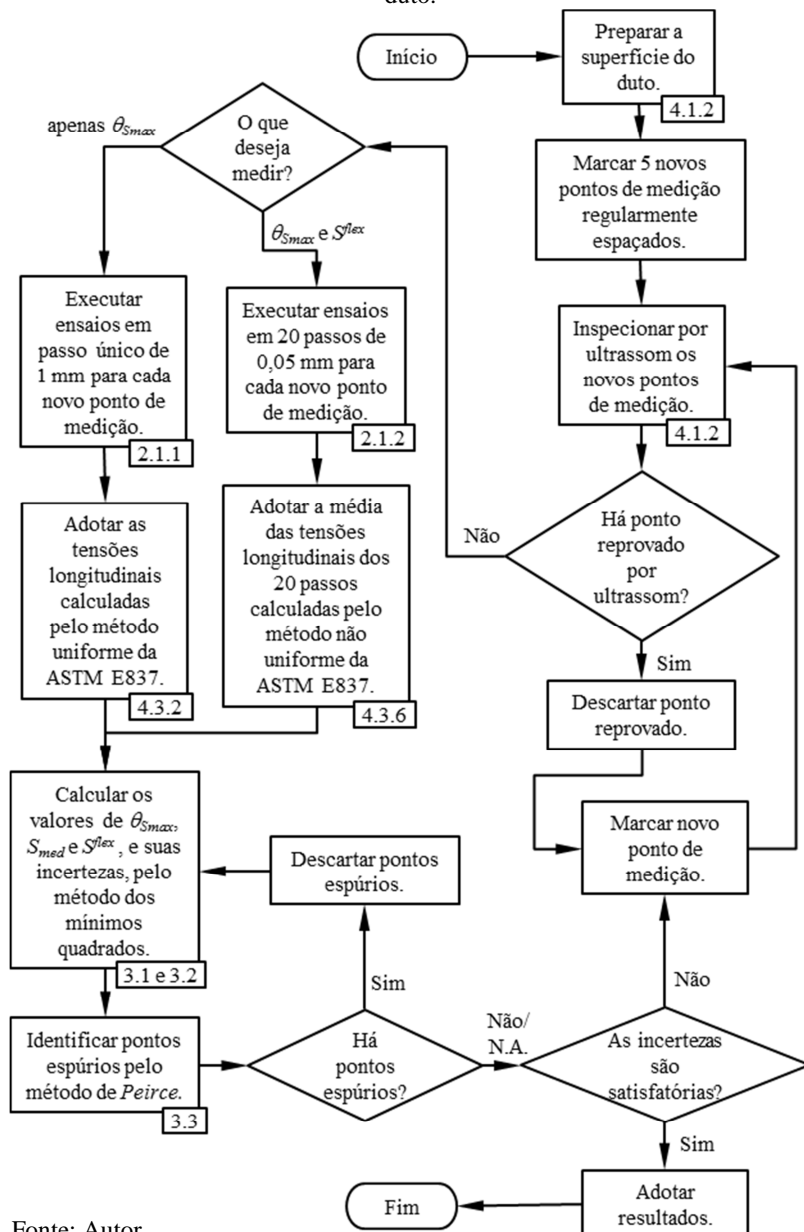 duto.
Início
Preparar a
superfície do
duto.
4.1.2
Marcar 5 novos
pontos de medição
regularmente
espaçados.
Inspecionar por
ultrassom os
novos pontos
de medição.
4.1.2
Há ponto
reprovado
por
ultrassom?
Não
Sim
Descartar ponto
reprovado.
Marcar novo
ponto de
medição.
O que
deseja
medir?
apenas θSmax
θSmax e Sflex
Executar
ensaios em
passo único de
1 mm para cada
novo ponto de
medição.
2.1.1
Executar ensaios
em 20 passos de
0,05 mm para
cada novo ponto
de medição.
2.1.2
Adotar as
tensões
longitudinais
calculadas
pelo método
uniforme da
ASTM E837.
4.3.2
Adotar a média
das tensões
longitudinais dos
20 passos
calculadas pelo
método não
uniforme da
ASTM E837.
4.3.6
Calcular os
valores de θSmax,
Smed e Sflex, e suas
incertezas, pelo
método dos
mínimos
quadrados.
3.1 e 3.2
Identificar pontos
espúrios pelo
método de Peirce.
3.3
Há
pontos
espúrios?
Sim
Descartar pontos
espúrios.
Não/
N.A.
As incertezas
são
satisfatórias?
Não
Sim
Adotar
resultados.
Fim
Fonte: Autor